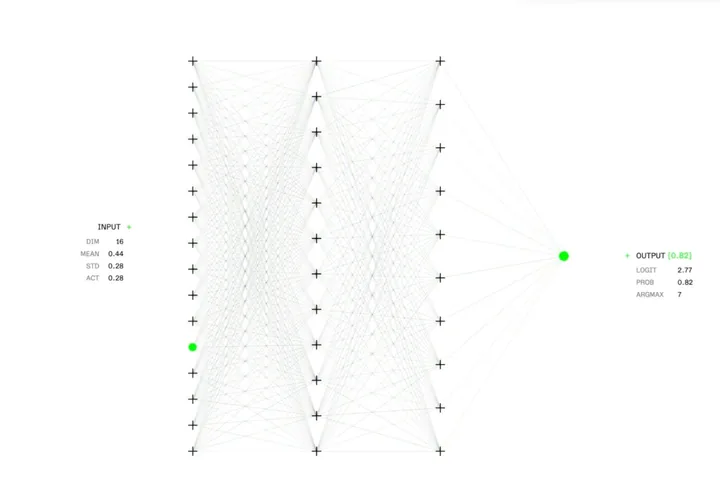 INPUT +
DIM 16
MEAN 0.44
STD 0.28
ACT 0.28
+ OUTPUT [0.82]
LOGIT 2.77
PROB 0.82
ARGMAX 7